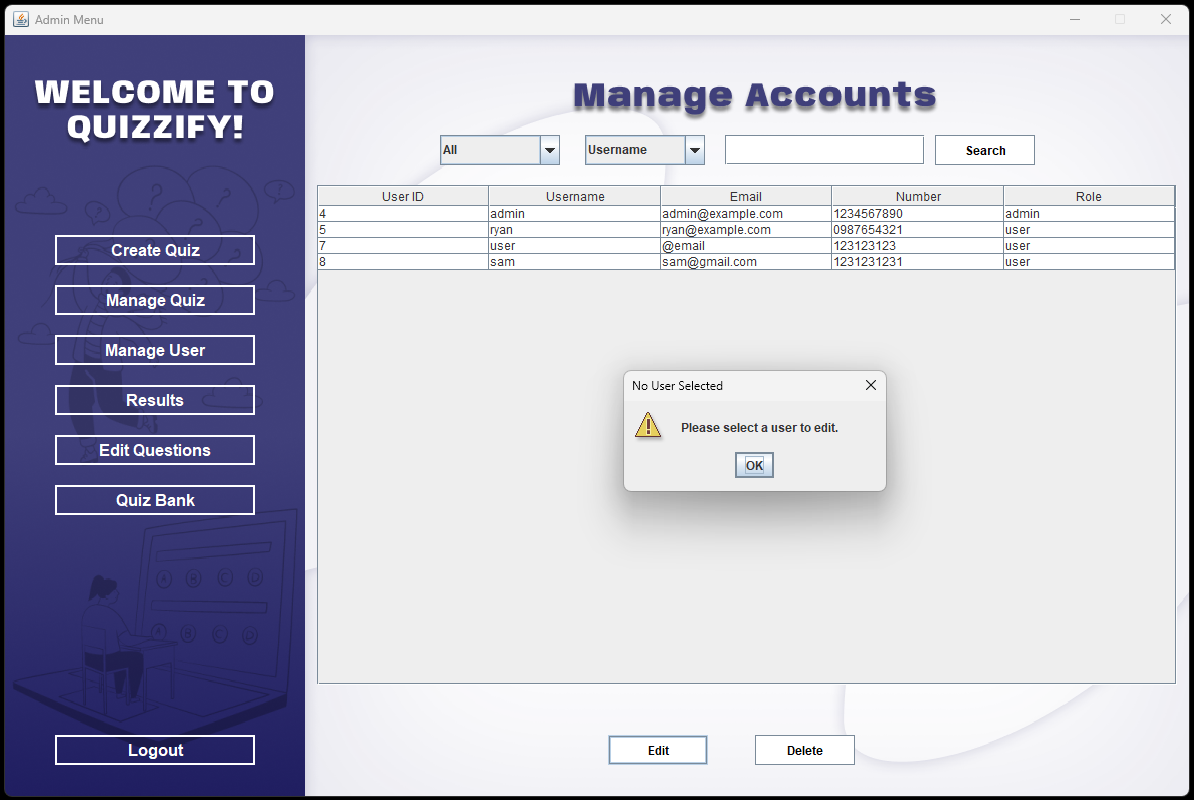 Admin Menu
WELCOME TO
QUIZZIFY!
Create Quiz
Manage Quiz
Manage User
Results
Edit Questions
Quiz Bank
A B C D
A B C D
Logout
Manage Accounts
All Username Search
User ID Username Email Number Role
4 admin admin@example.com 1234567890 admin
5 ryan ryan@example.com 0987654321 user
7 user @email 123123123 user
8 sam sam@gmail.com 1231231231 user
No User Selected
Please select a user to edit.
OK
Edit Delete